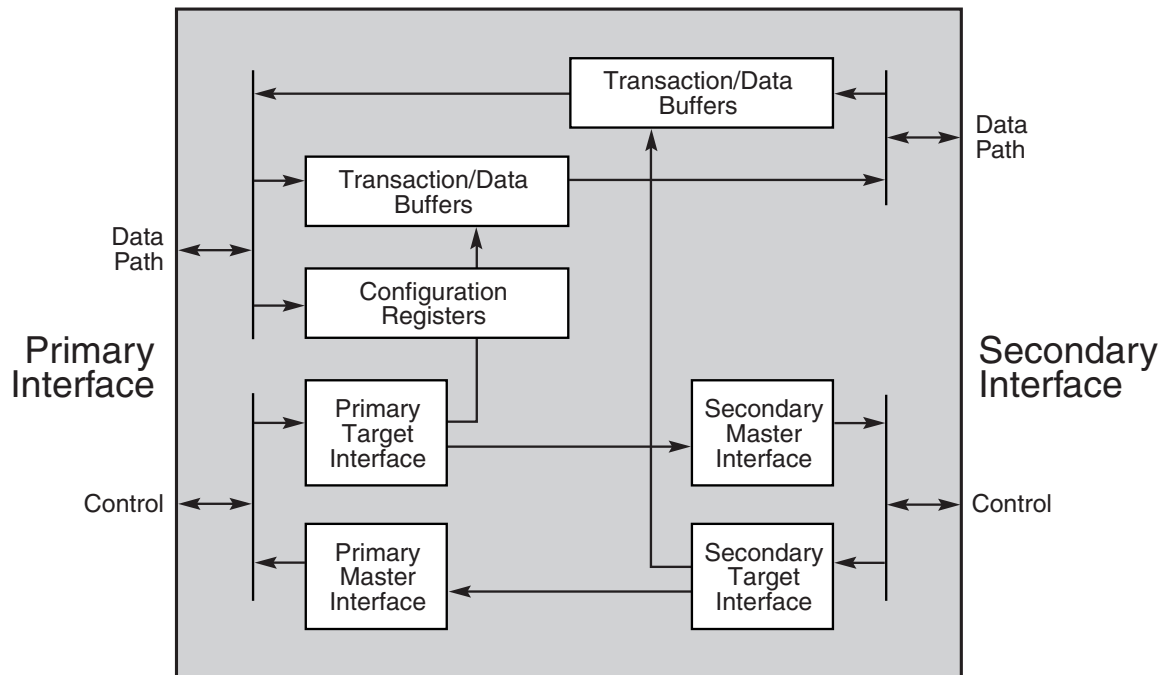 Transaction/Data
Buffers
Data
Path
Transaction/Data
Buffers
Data
Path
Configuration
Registers
Primary
Interface
Secondary
Interface
Primary
Target
Interface
Secondary
Master
Interface
Control
Control
Primary
Master
Interface
Secondary
Target
Interface